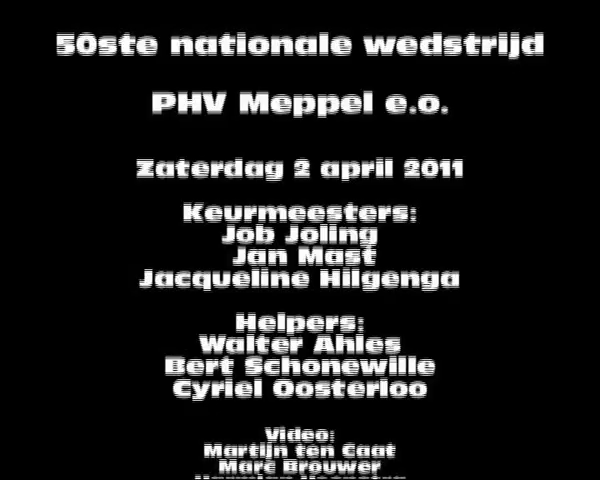 50ste nationale wedstrijd
PHV Meppel e.o.
Zaterdag 2 april 2011
Keurmeesters:
Job Joling
Jan Mast
Jacqueline Hilgenga
Helpers:
Walter Ahles
Bert Schonewille
Cyriel Oosterloo
Video:
Martijn ten Caat
Marc Brouwer